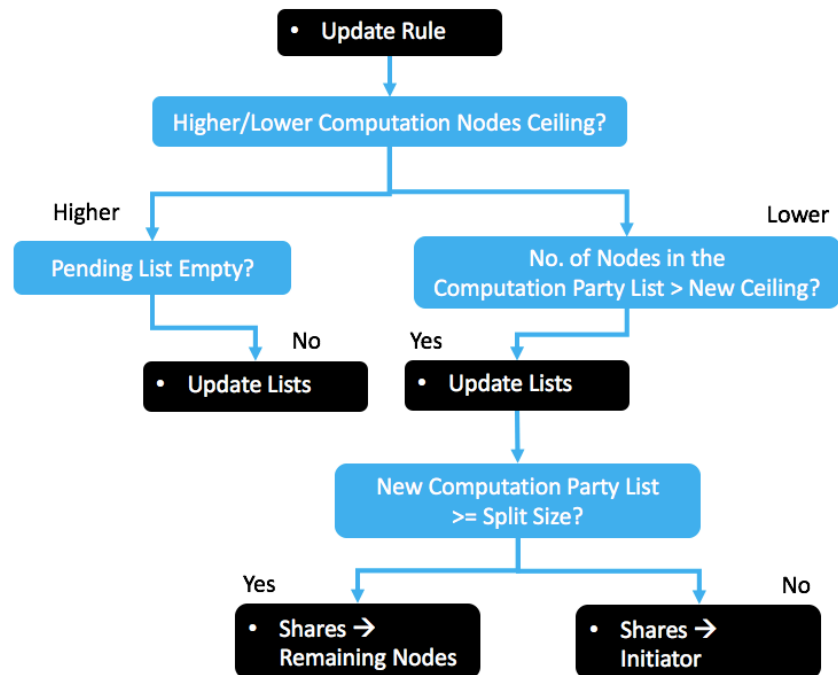 • Update Rule
Higher/Lower Computation Nodes Ceiling?
Higher
Lower
Pending List Empty?
No. of Nodes in the
Computation Party List > New Ceiling?
No
Yes
• Update Lists
• Update Lists
New Computation Party List
>= Split Size?
Yes
No
• Shares →
Remaining Nodes
• Shares →
Initiator